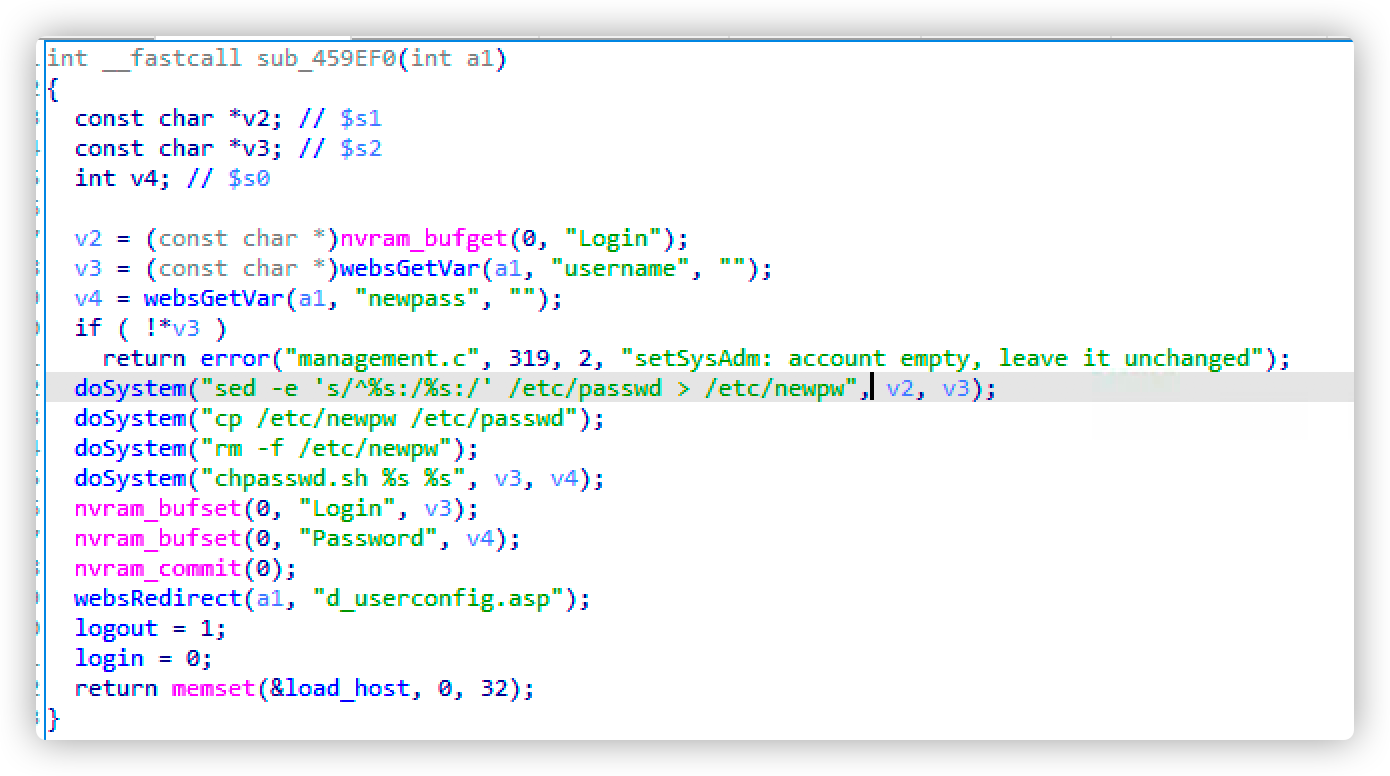 int __fastcall sub_459EF0(int a1)
{
const char *v2; // $s1
const char *v3; // $s2
int v4; // $s0
v2 = (const char *)nvram_bufget(0, "Login");
v3 = (const char *)websGetVar(a1, "username", "");
v4 = websGetVar(a1, "newpass", "");
if ( !*v3 )
return error("management.c", 319, 2, "setSysAdm: account empty, leave it unchanged");
doSystem("sed -e 's/^%s:/%s:/' /etc/passwd > /etc/newpw", v2, v3);
doSystem("cp /etc/newpw /etc/passwd");
doSystem("rm -f /etc/newpw");
doSystem("chpasswd.sh %s %s", v3, v4);
nvram_bufset(0, "Login", v3);
nvram_bufset(0, "Password", v4);
nvram_commit(0);
websRedirect(a1, "d_userconfig.asp");
logout = 1;
login = 0;
return memset(&load_host, 0, 32);
}